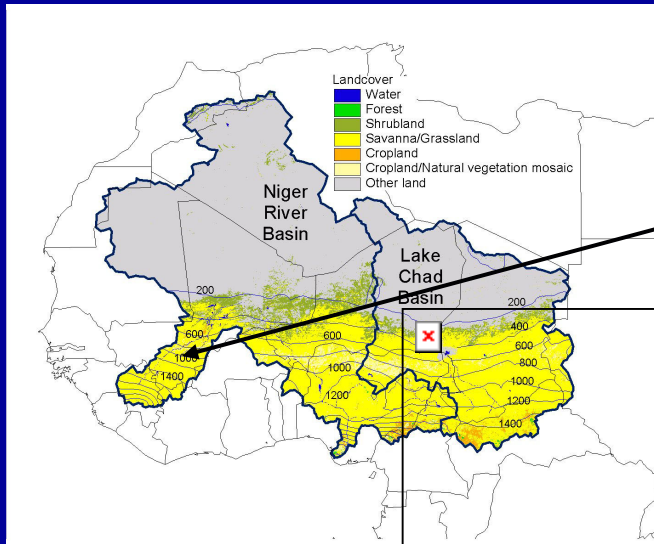 Landcover
Water
Forest
Shrubland
Savanna/Grassland
Cropland
Cropland/Natural vegetation mosaic
Other land
Niger
River
Basin
Lake
Chad
Basin
200
200
400
600
600
600
800
1000
1000
1000
1200
1200
1400
1400